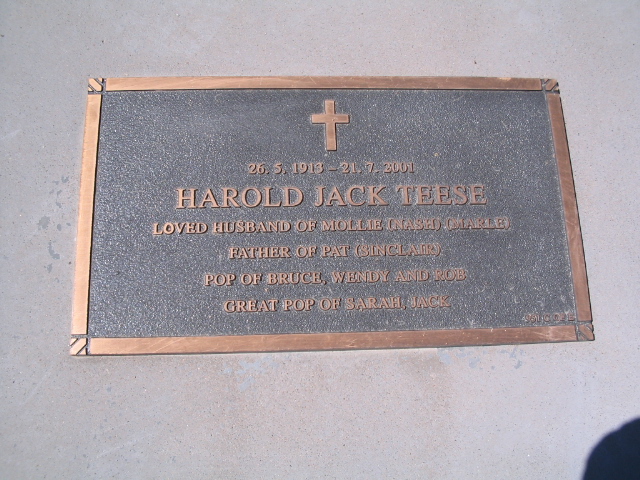 26. 5. 1913 - 21. 7. 2001
HAROLD JACK TEESE
LOVED HUSBAND OF MOLLIE (NASH) (MARLE)
FATHER OF PAT (SINCLAIR)
POP OF BRUCE, WENDY AND ROB
GREAT POP OF SARAH, JACK